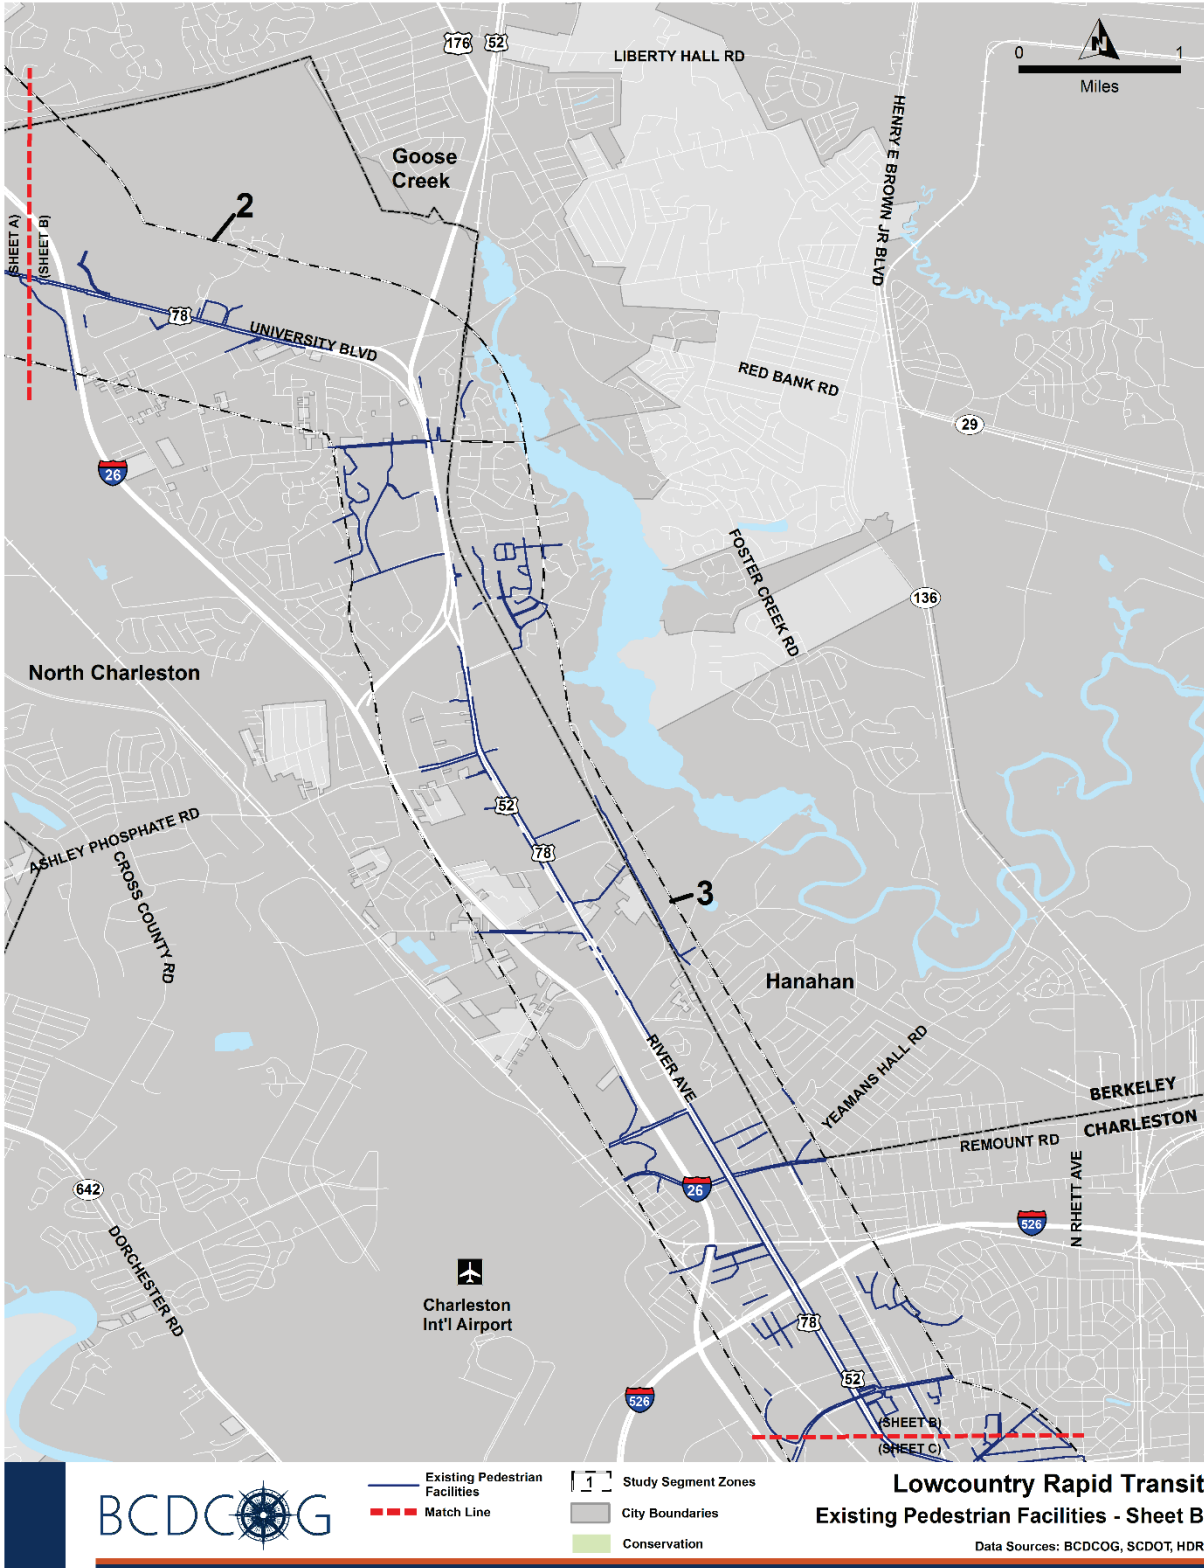 176
52
LIBERTY HALL RD
N
0
1
Miles
HENRY E BROWN JR BLVD
Goose
Creek
2
(SHEET A)
(SHEET B)
78
UNIVERSITY BLVD
RED BANK RD
29
26
FOSTER CREEK RD
136
North Charleston
52
ASHLEY PHOSPHATE RD
78
CROSS COUNTY RD
3
Hanahan
RIVER AVE
YEAMANS HALL RD
BERKELEY
CHARLESTON
REMOUNT RD
N RHETT AVE
642
26
526
DORCHESTER RD
Charleston
Int'l Airport
78
52
526
(SHEET B)
(SHEET C)
BCDCOG
Existing Pedestrian
Facilities
Match Line
1
Study Segment Zones
City Boundaries
Conservation
Lowcountry Rapid Transit
Existing Pedestrian Facilities - Sheet B
Data Sources: BCDCOG, SCDOT, HDR